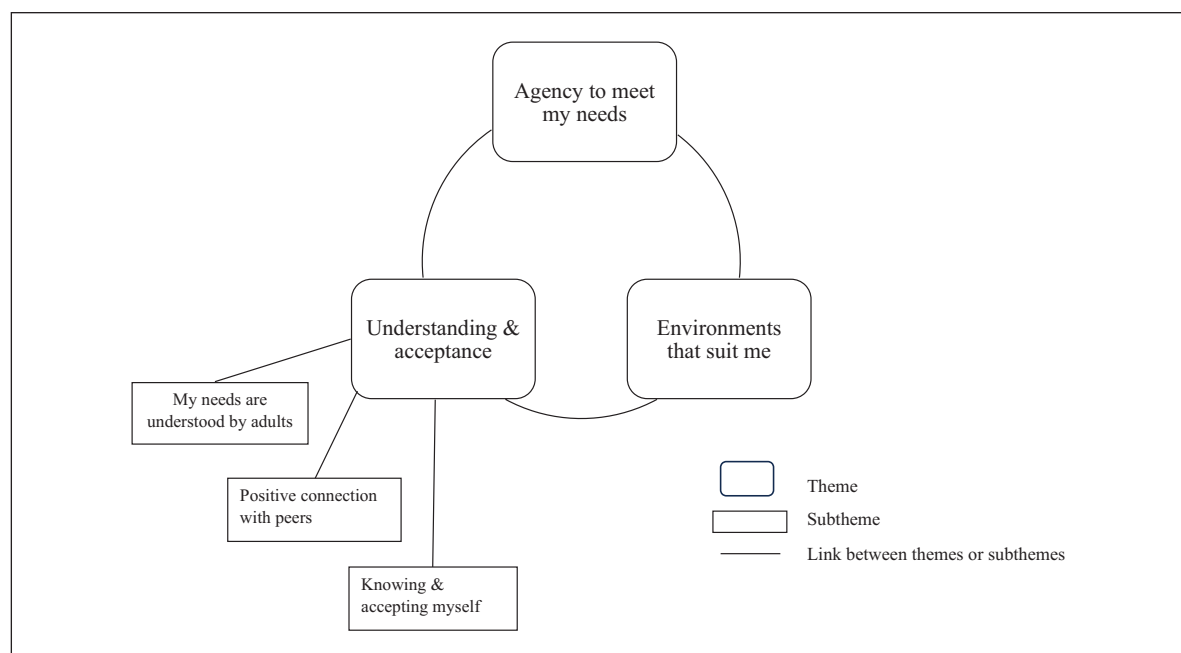 Agency to meet
my needs
Understanding &
acceptance
Environments
that suit me
My needs are
understood by adults
Positive connection
with peers
Knowing &
accepting myself
Theme
Subtheme
Link between themes or subthemes